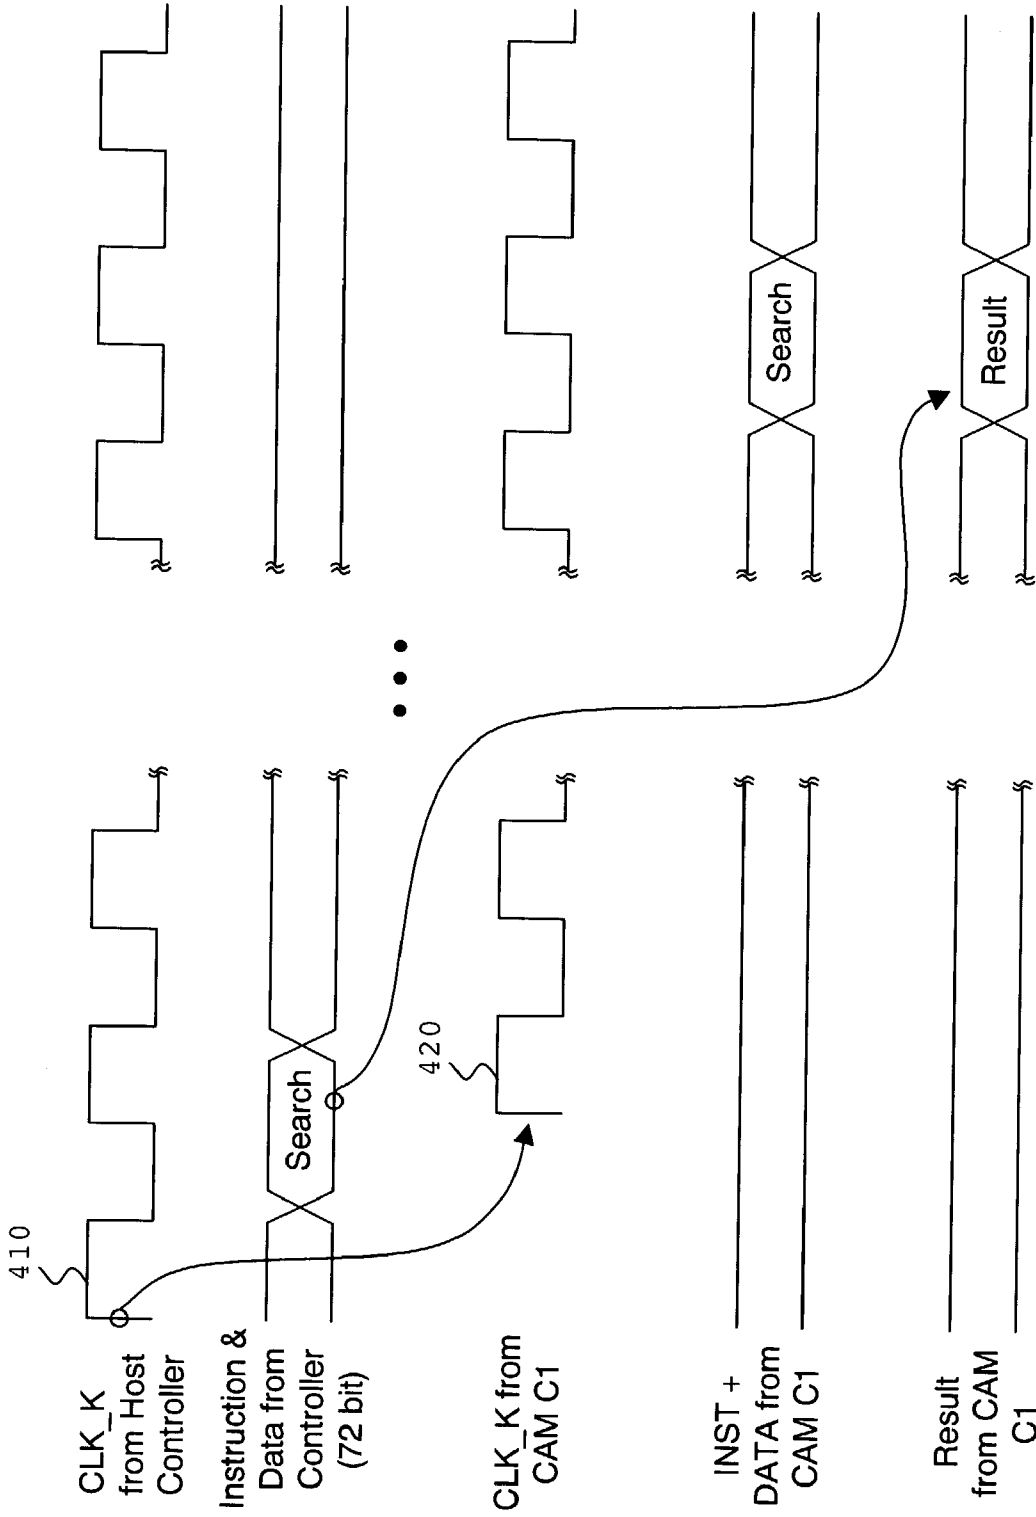 410
CLK_K
from Host
Controller
Instruction &
Data from
Controller
(72 bit)
Search
420
CLK_K from
CAM C1
INST +
DATA from
CAM C1
Search
Result
from CAM
C1
Result